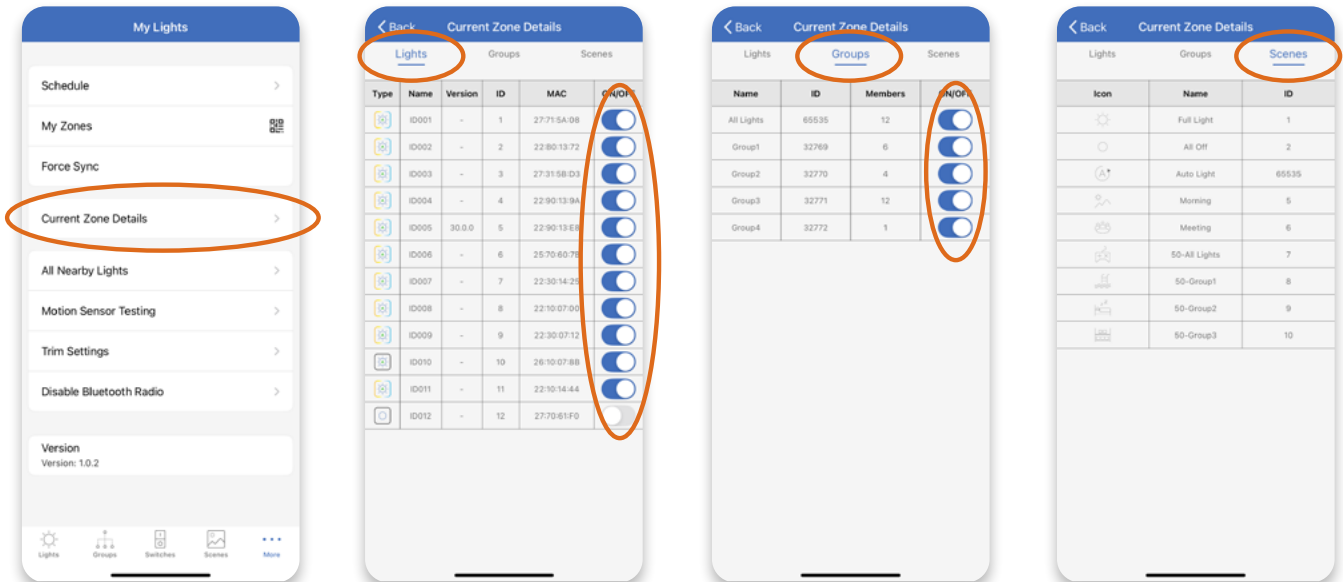 My Lights
Schedule
My Zones
Force Sync
Current Zone Details
All Nearby Lights
Motion Sensor Testing
Trim Settings
Disable Bluetooth Radio
Version
Version: 1.0.2
Lights Groups Switches Scenes More
Back Current Zone Details
Lights Groups Scenes
Type Name Version ID MAC ON/OFF
ID001 - 1 27:71:5A:08
ID002 - 2 22:B0:13:72
ID003 - 3 27:31:5B:D3
ID004 - 4 22:90:13:9A
ID005 30.0.0 5 22:90:13:E8
ID006 - 6 25:70:60:7B
ID007 - 7 22:30:14:25
ID008 - 8 22:10:07:00
ID009 - 9 22:30:07:12
ID010 - 10 26:10:07:8B
ID011 - 11 22:10:14:44
ID012 - 12 27:70:61:F0
Back Current Zone Details
Lights Groups Scenes
Name ID Members ON/OFF
All Lights 65535 12
Group1 32769 6
Group2 32770 4
Group3 32771 12
Group4 32772 1
Back Current Zone Details
Lights Groups Scenes
Icon Name ID
Full Light 1
All Off 2
Auto Light 65535
Morning 5
Meeting 6
50-All Lights 7
50-Group1 8
50-Group2 9
50-Group3 10